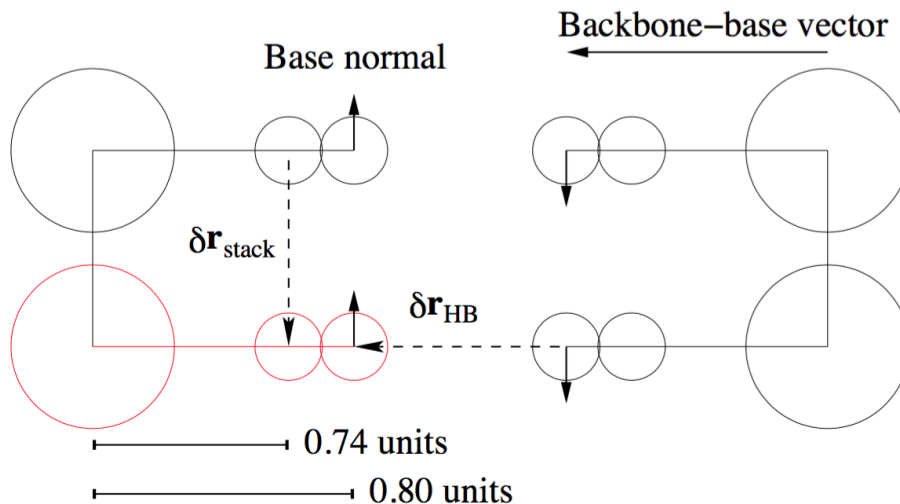 Backbone–base vector
Base normal
δr_stack
δr_HB
0.74 units
0.80 units